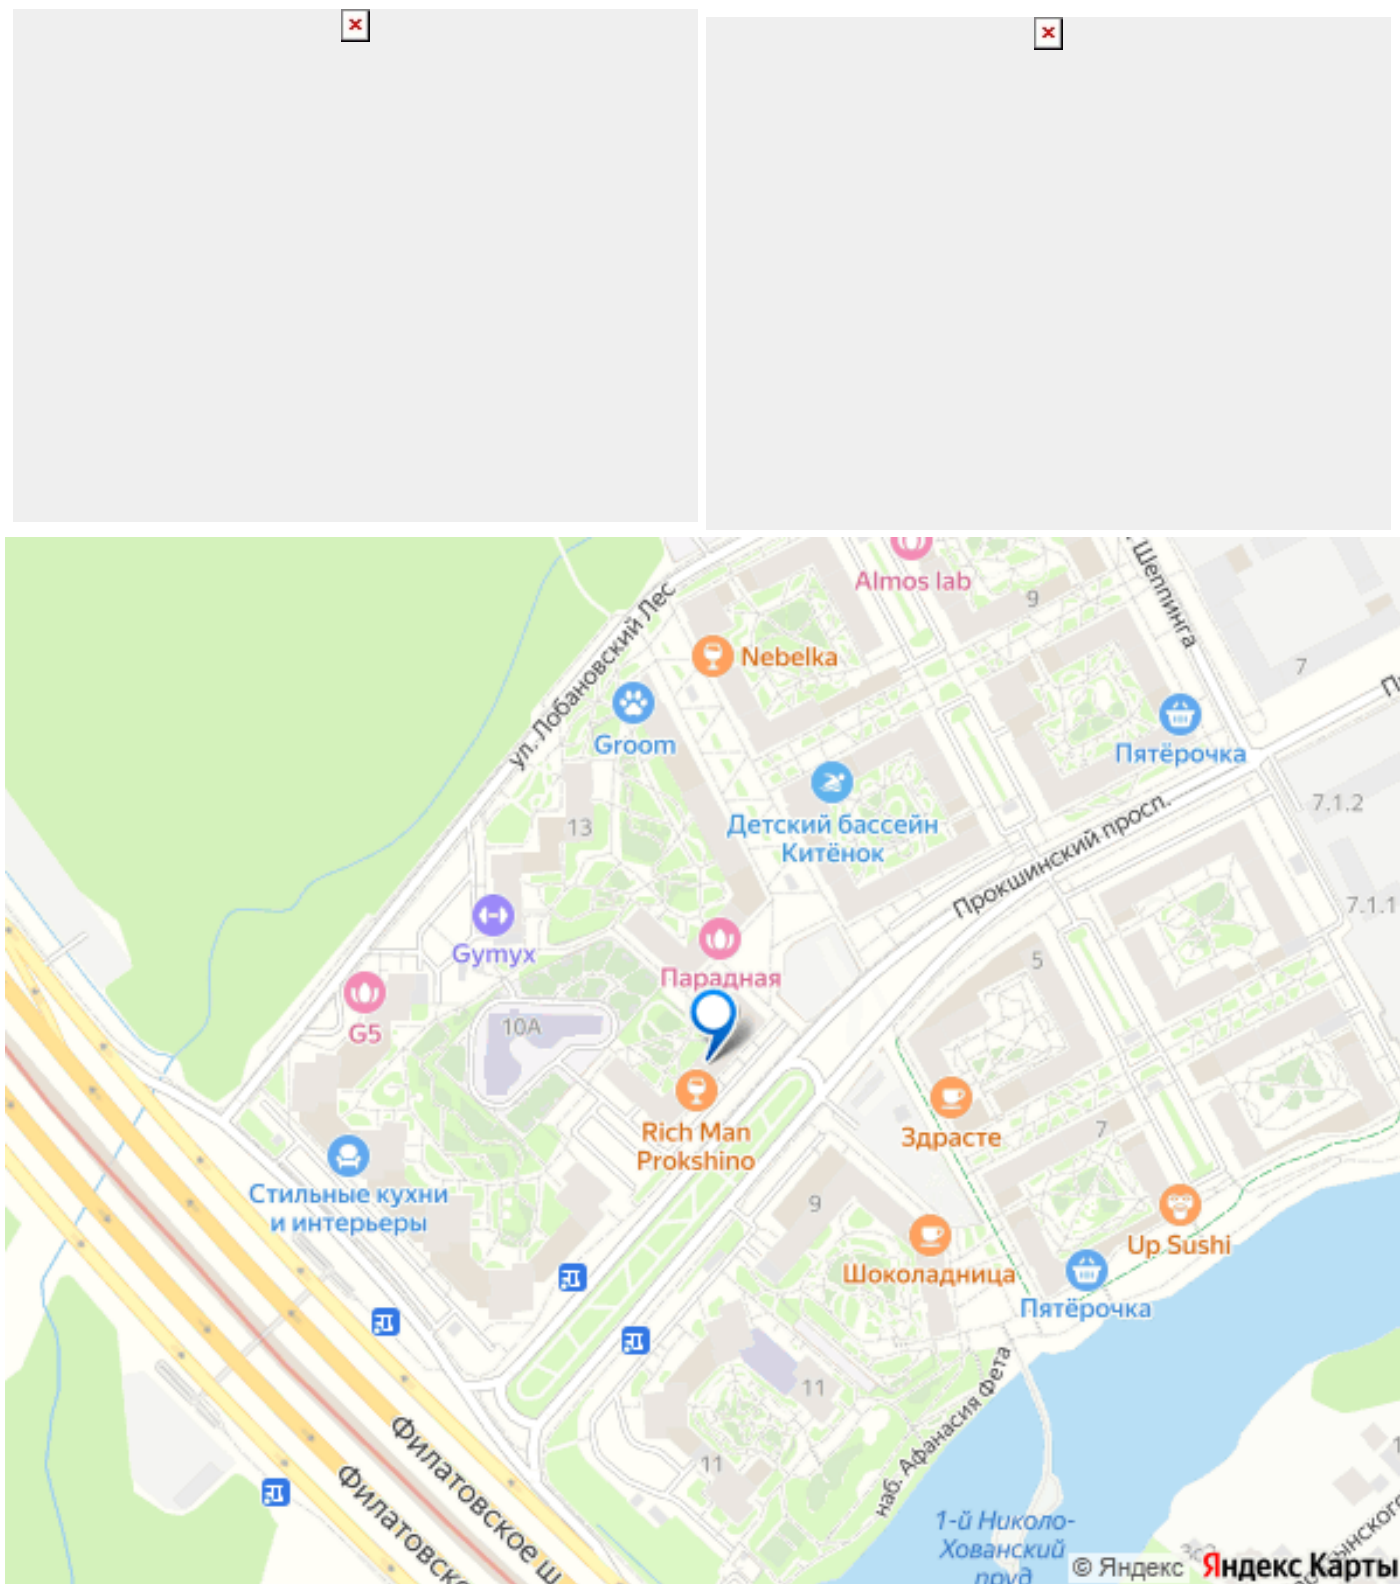 Almos lab
9
Шеппинга
Nebelka
7
ул. Лобановский Лес
Groom
Пятёрочка
7.1.2
13
Детский бассейн
Китёнок
Прокшинский просп.
7.1.1
Gymyx
Парадная
5
G5
10А
Rich Man
Prokshino
Здрасте
7
Стильные кухни
и интерьеры
9
Up Sushi
Шоколадница
Пятёрочка
11
11
наб. Афанасия Фета
Филатовское ш.
Филатовско
1-й Николо-
Хованский
пруд
© Яндекс Яндекс Карты